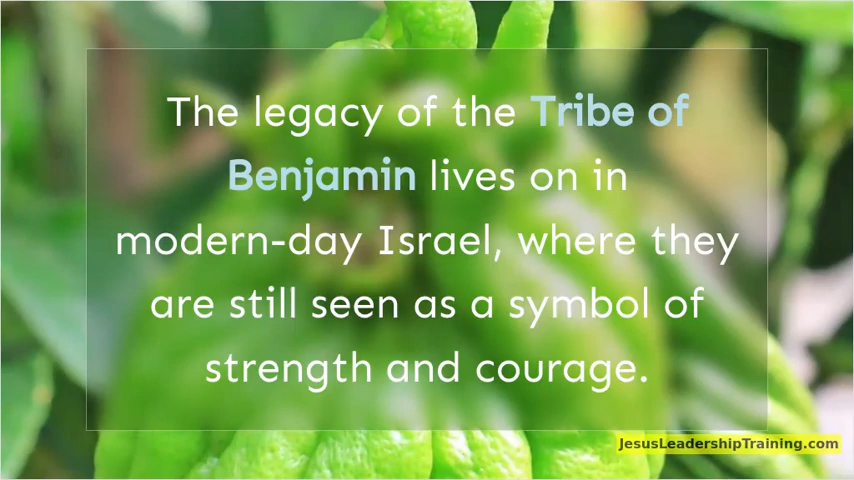 The legacy of the Tribe of
Benjamin lives on in
modern-day Israel, where they
are still seen as a symbol of
strength and courage.
JesusLeadershipTraining.com